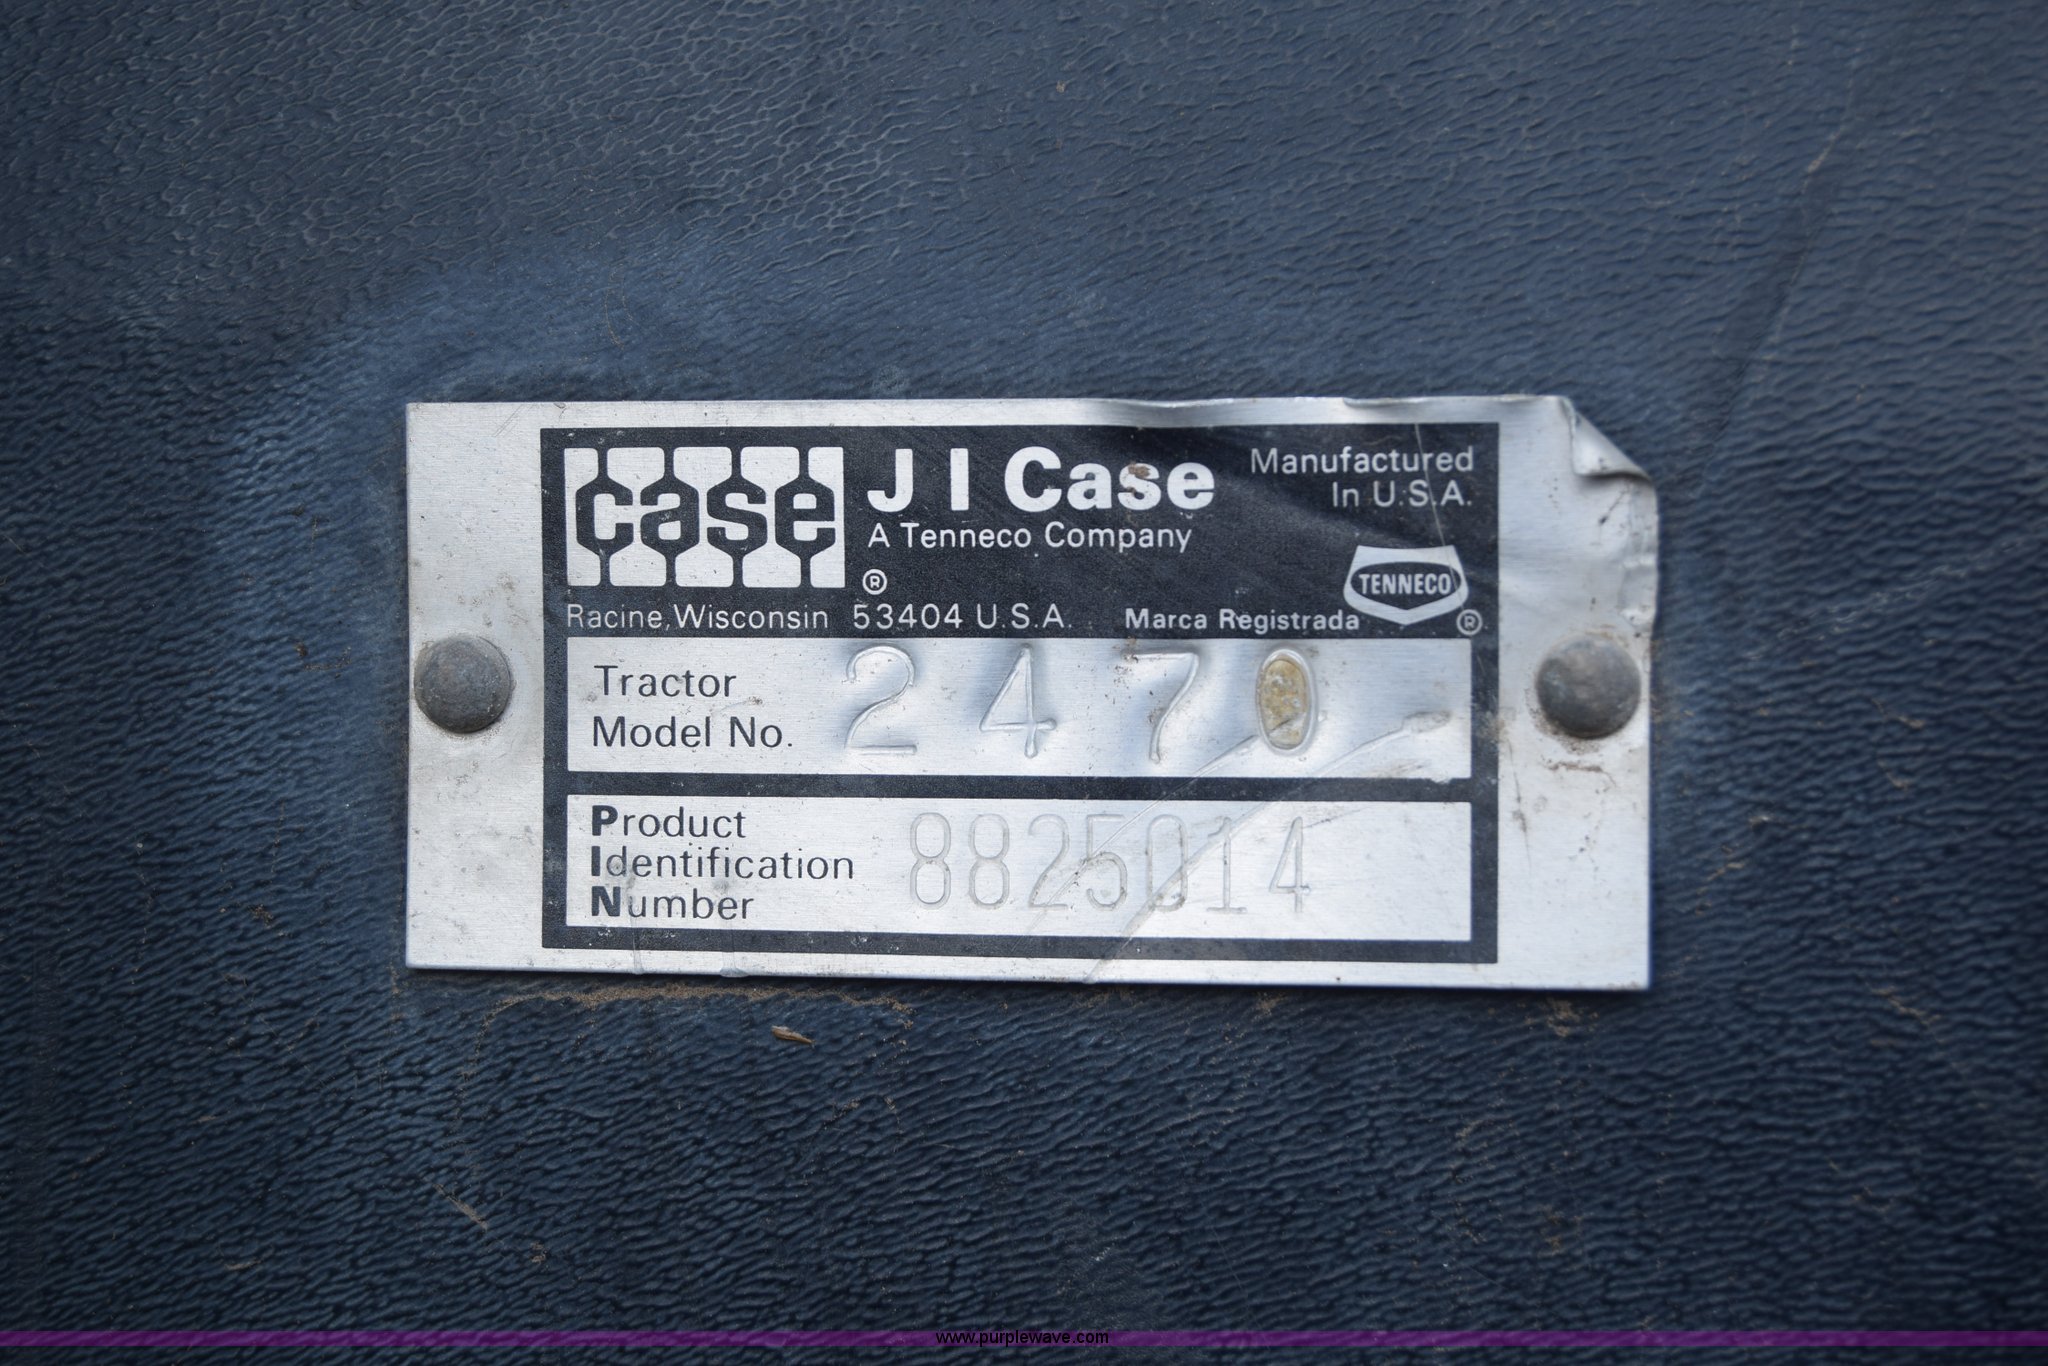 case
J I Case
Manufactured
In U.S.A.
A Tenneco Company
®
TENNECO
Racine, Wisconsin 53404 U.S.A.
Marca Registrada
®
Tractor
Model No. 2470
Product
Identification
Number
8825014
www.purplewave.com